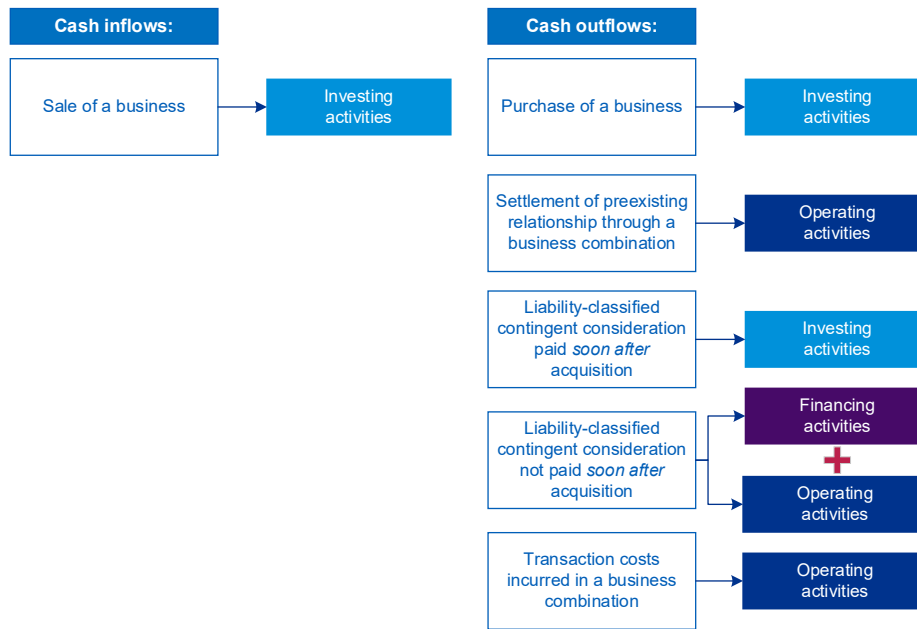 Cash inflows:
Sale of a business
Investing
activities
Cash outflows:
Purchase of a business
Investing
activities
Settlement of preexisting
relationship through a
business combination
Operating
activities
Liability-classified
contingent consideration
paid soon after
acquisition
Investing
activities
Liability-classified
contingent consideration
not paid soon after
acquisition
Financing
activities
Operating
activities
Transaction costs
incurred in a business
combination
Operating
activities